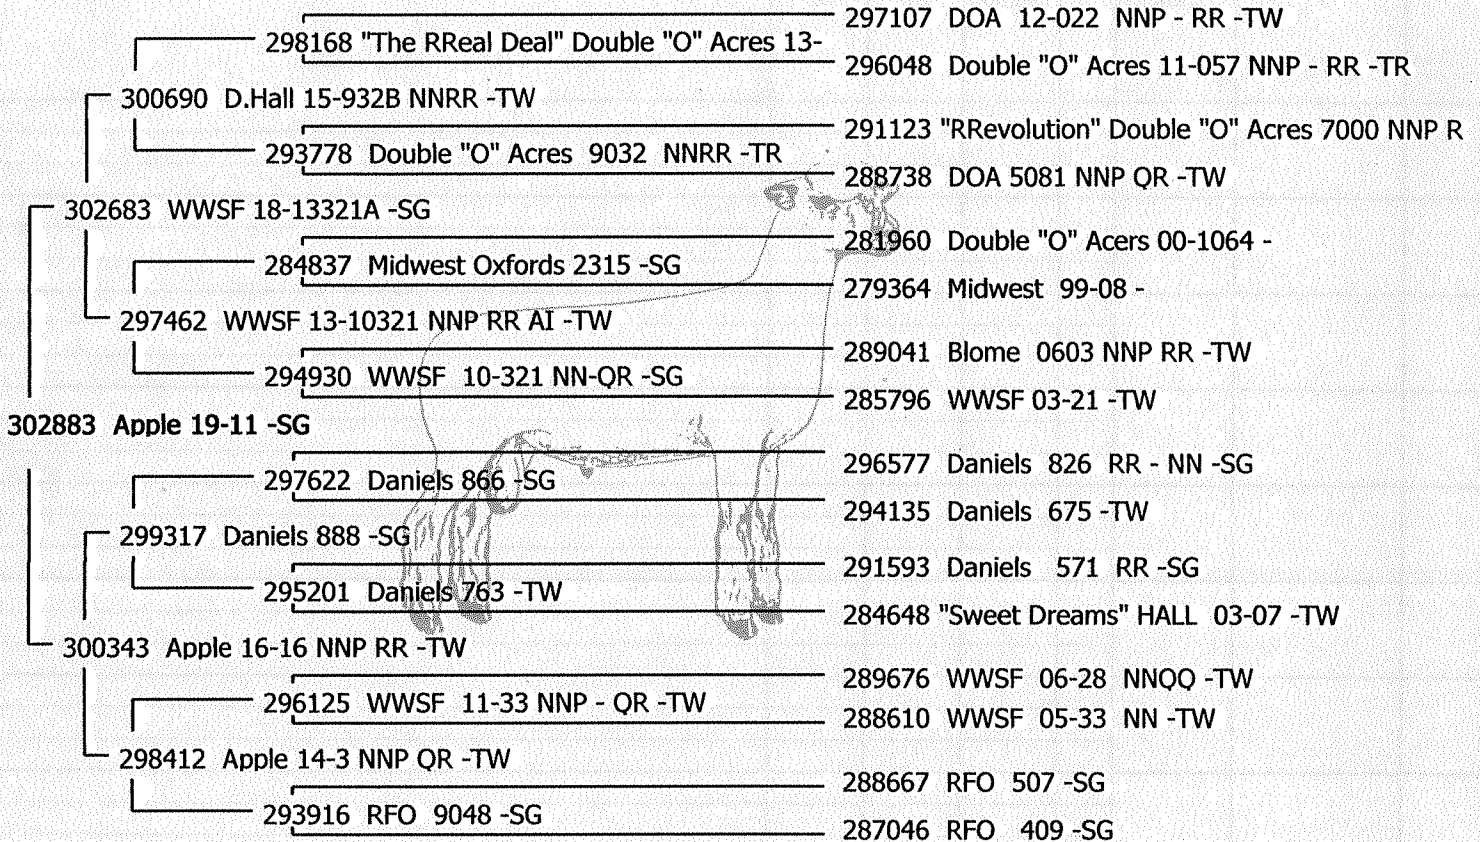 297107 DOA 12-022 NNP - RR -TW
298168 "The RReal Deal" Double "O" Acres 13-
296048 Double "O" Acres 11-057 NNP - RR -TR
300690 D.Hall 15-932B NNRR -TW
291123 "RRevolution" Double "O" Acres 7000 NNP R
293778 Double "O" Acres 9032 NNRR -TR
288738 DOA 5081 NNP QR -TW
302683 WWSF 18-13321A -SG
281960 Double "O" Acers 00-1064 -
284837 Midwest Oxfords 2315 -SG
279364 Midwest 99-08 -
297462 WWSF 13-10321 NNP RR AI -TW
289041 Blome 0603 NNP RR -TW
294930 WWSF 10-321 NN-QR -SG
285796 WWSF 03-21 -TW
302883 Apple 19-11 -SG
296577 Daniels 826 RR - NN -SG
297622 Daniels 866 -SG
294135 Daniels 675 -TW
299317 Daniels 888 -SG
291593 Daniels 571 RR -SG
295201 Daniels 763 -TW
284648 "Sweet Dreams" HALL 03-07 -TW
300343 Apple 16-16 NNP RR -TW
289676 WWSF 06-28 NNQQ -TW
296125 WWSF 11-33 NNP - QR -TW
288610 WWSF 05-33 NN -TW
298412 Apple 14-3 NNP QR -TW
288667 RFO 507 -SG
293916 RFO 9048 -SG
287046 RFO 409 -SG